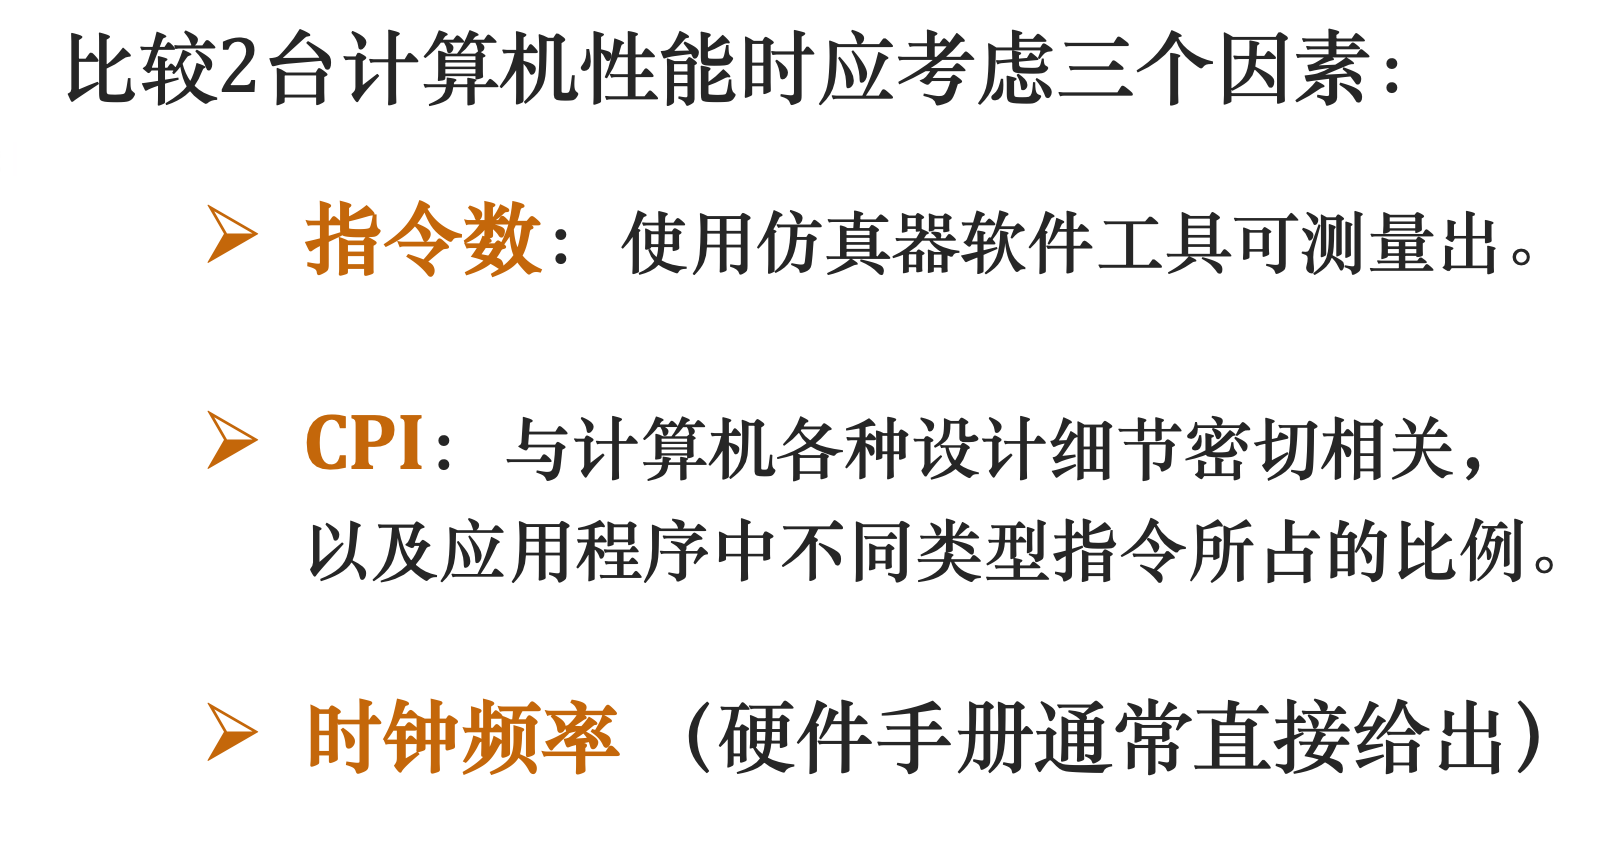 比较2台计算机性能时应考虑三个因素：
➢ 指令数：使用仿真器软件工具可测量出。
➢ CPI：与计算机各种设计细节密切相关，
以及应用程序中不同类型指令所占的比例。
➢ 时钟频率（硬件手册通常直接给出）